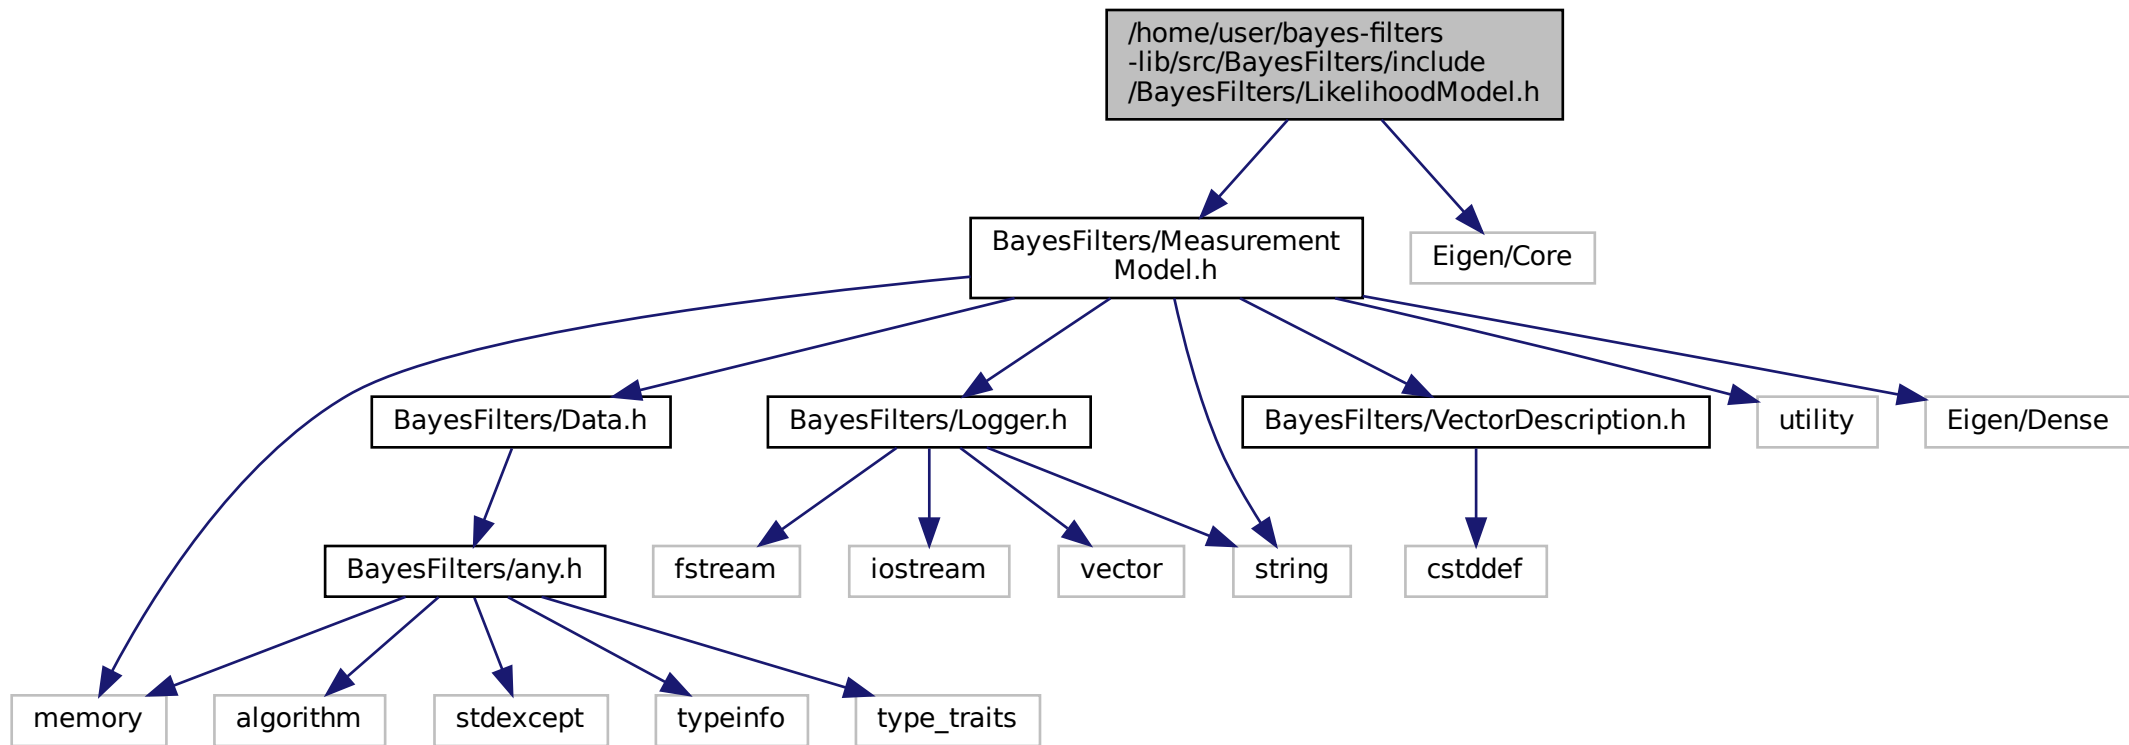 /home/user/bayes-filters
-lib/src/BayesFilters/include
/BayesFilters/LikelihoodModel.h
BayesFilters/Measurement
Model.h
Eigen/Core
BayesFilters/Data.h
BayesFilters/Logger.h
BayesFilters/VectorDescription.h
utility
Eigen/Dense
BayesFilters/any.h
fstream
iostream
vector
string
cstddef
memory
algorithm
stdexcept
typeinfo
type_traits